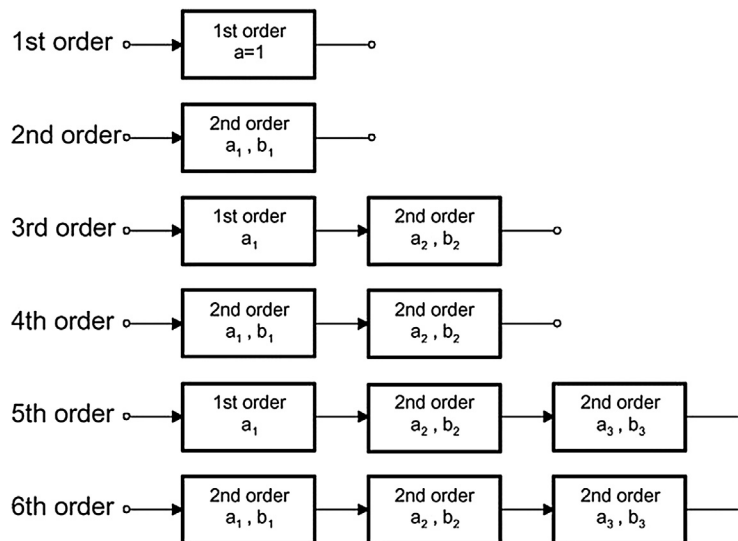 1st order
1st order
a=1
2nd order
2nd order
a₁ , b₁
3rd order
1st order
a₁
2nd order
a₂ , b₂
4th order
2nd order
a₁ , b₁
2nd order
a₂ , b₂
5th order
1st order
a₁
2nd order
a₂ , b₂
2nd order
a₃ , b₃
6th order
2nd order
a₁ , b₁
2nd order
a₂ , b₂
2nd order
a₃ , b₃